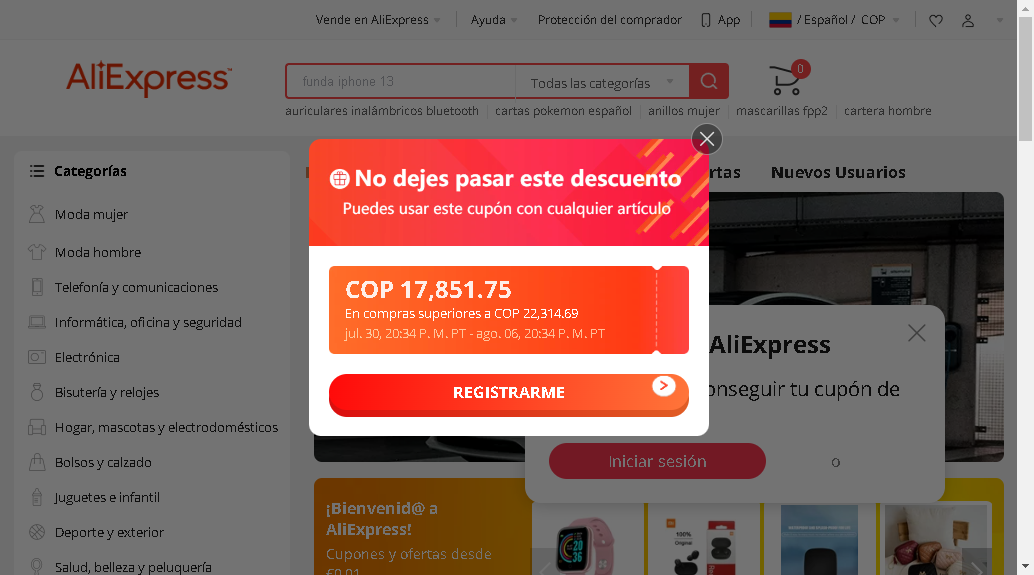 Vende en AliExpress
Ayuda
Protección del comprador
App
/ Español / COP
AliExpress
funda iphone 13
Todas las categorías
0
auriculares inalámbricos bluetooth
cartas pokemon español
anillos mujer
mascarillas fpp2
cartera hombre
Categorías
Moda mujer
Moda hombre
Telefonía y comunicaciones
Informática, oficina y seguridad
Electrónica
Bisutería y relojes
Hogar, mascotas y electrodomésticos
Bolsos y calzado
Juguetes e infantil
Deporte y exterior
Salud, belleza y peluquería
Nuevos Usuarios
No dejes pasar este descuento
Puedes usar este cupón con cualquier artículo
COP 17,851.75
En compras superiores a COP 22,314.69
jul. 30, 20:34 P. M. PT - ago. 06, 20:34 P. M. PT
REGISTRARME
AliExpress
cupón de
Iniciar sesión
o
¡Bienvenid@ a
AliExpress!
Cupones y ofertas desde
€0,01